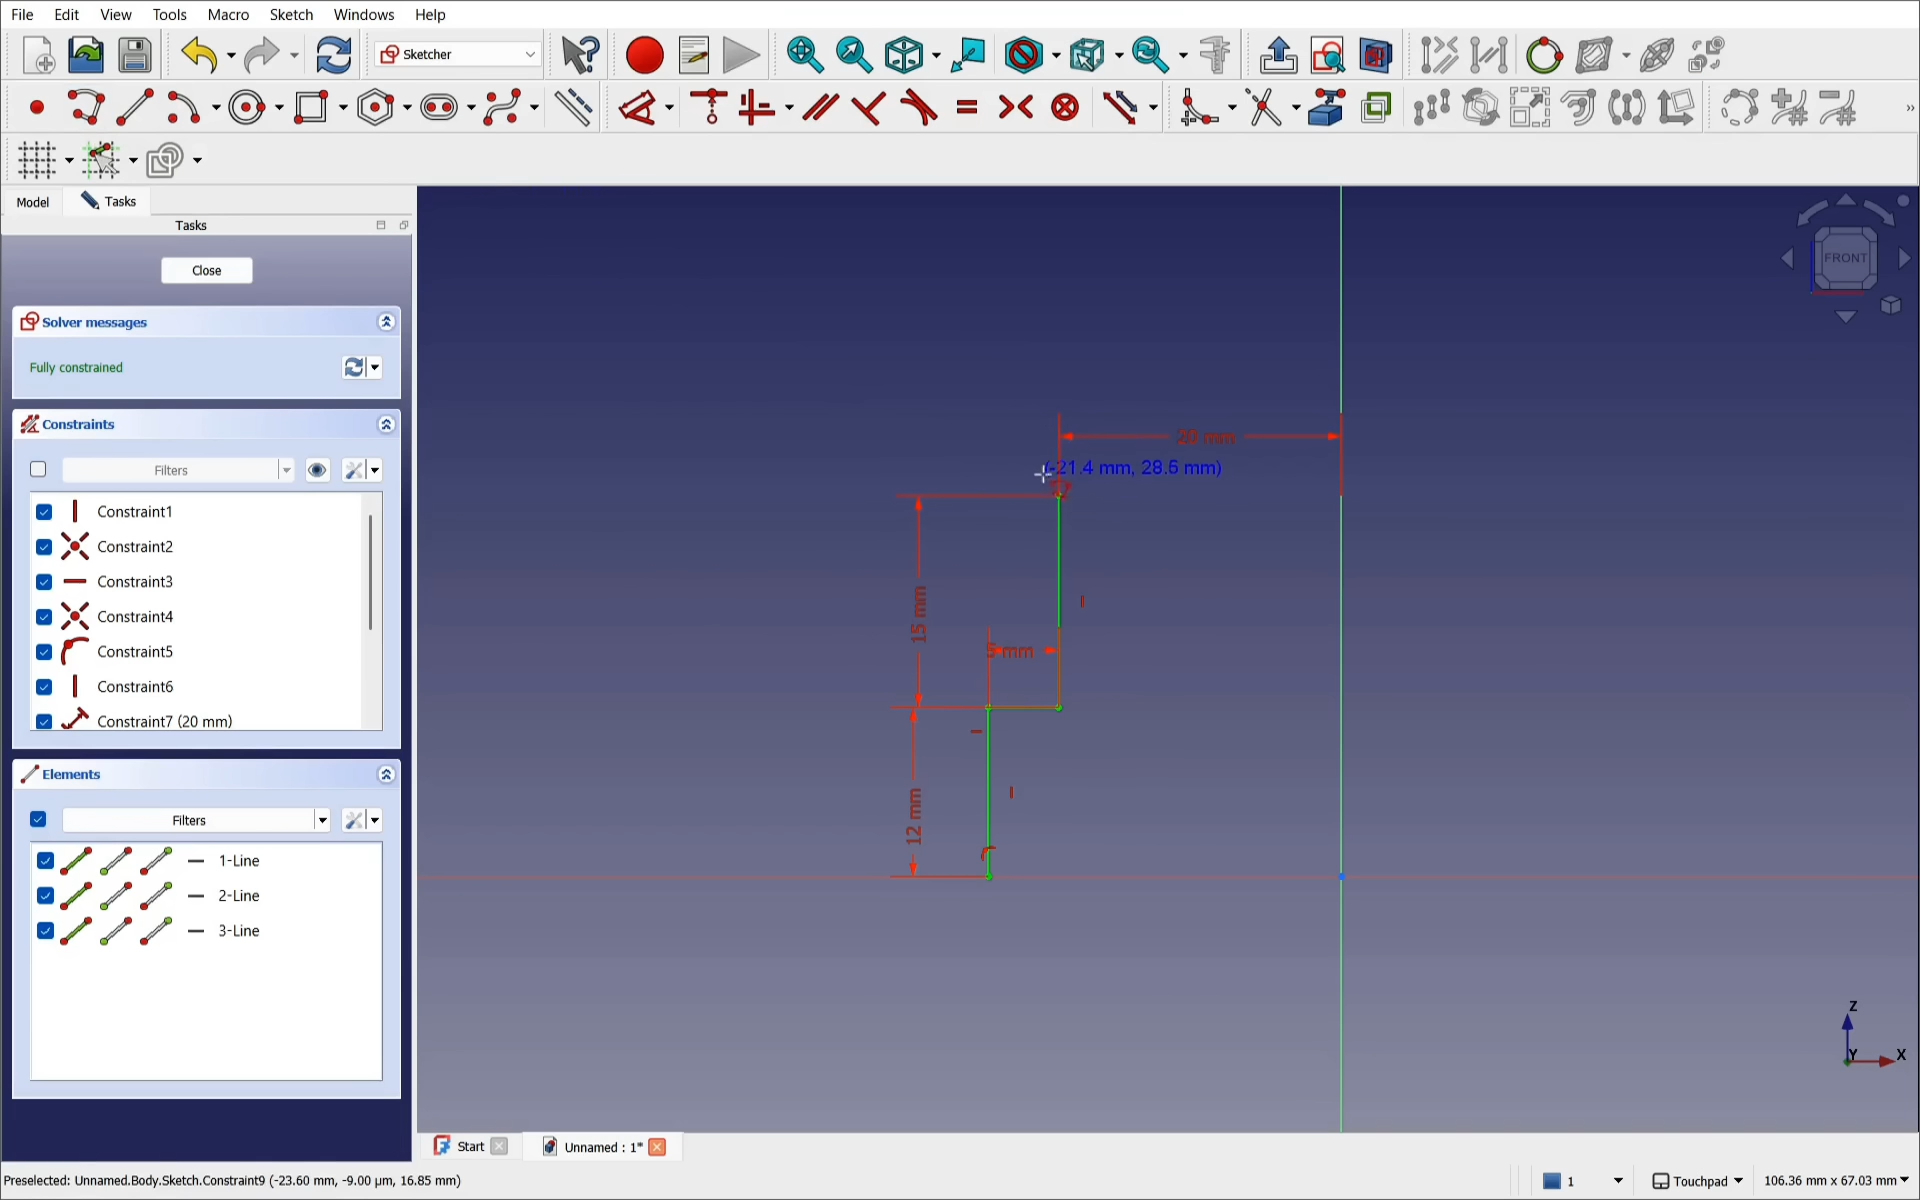 File Edit View Tools Macro Sketch Windows Help
Sketcher
Model Tasks
Tasks
Close
Solver messages
Fully constrained
Constraints
Filters
Constraint1
Constraint2
Constraint3
Constraint4
Constraint5
Constraint6
Constraint7 (20 mm)
Elements
Filters
1-Line
2-Line
3-Line
FRONT
20 mm
(-21.4 mm, 28.6 mm)
15 mm
5 mm
12 mm
Z
Y X
Start Unnamed : 1*
Preselected: Unnamed.Body.Sketch.Constraint9 (-23.60 mm, -9.00 µm, 16.85 mm) 1 Touchpad 106.36 mm x 67.03 mm